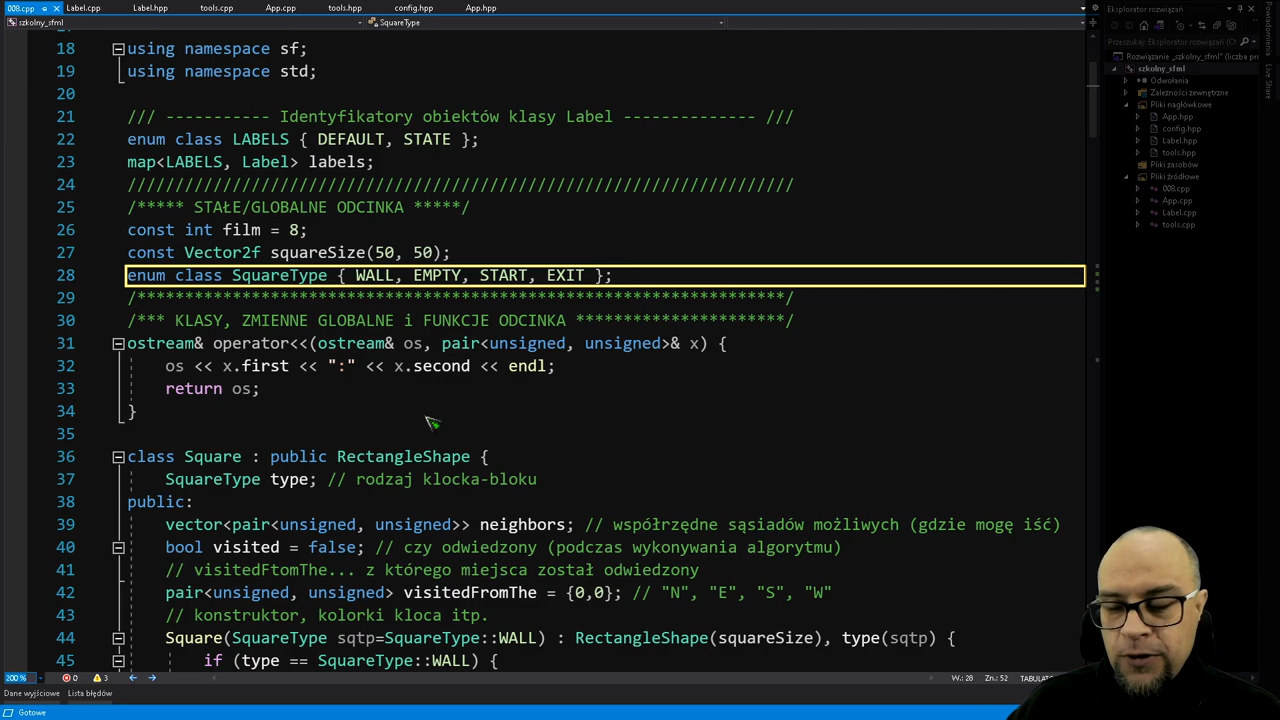 008.cpp
Label.cpp
Label.hpp
tools.cpp
App.cpp
tools.hpp
config.hpp
App.hpp
Eksplorator rozwiązań
szkolny_sfml
SquareType
Powiadomienia
Live Share
Przeszukaj: Eksplorator rozwiązań
Rozwiązanie „szkolny_sfml" (liczba pro
szkolny_sfml
Odwołania
Zależności zewnętrzne
Pliki nagłówkowe
App.hpp
config.hpp
Label.hpp
tools.hpp
Pliki zasobów
Pliki źródłowe
008.cpp
App.cpp
Label.cpp
tools.cpp
18 using namespace sf;
19 using namespace std;
20
21 /// ----------- Identyfikatory obiektów klasy Label -------------- ///
22 enum class LABELS { DEFAULT, STATE };
23 map<LABELS, Label> labels;
24 //////////////////////////////////////////////////////////////////////
25 /***** STAŁE/GLOBALNE ODCINKA *****/
26 const int film = 8;
27 const Vector2f squareSize(50, 50);
28 enum class SquareType { WALL, EMPTY, START, EXIT };
29 /********************************************************************/
30 /*** KLASY, ZMIENNE GLOBALNE i FUNKCJE ODCINKA **********************/
31 ostream& operator<<(ostream& os, pair<unsigned, unsigned>& x) {
32 os << x.first << ":" << x.second << endl;
33 return os;
34 }
35
36 class Square : public RectangleShape {
37 SquareType type; // rodzaj klocka-bloku
38 public:
39 vector<pair<unsigned, unsigned>> neighbors; // współrzędne sąsiadów możliwych (gdzie mogę iść)
40 bool visited = false; // czy odwiedzony (podczas wykonywania algorytmu)
41 // visitedFtomThe... z którego miejsca został odwiedzony
42 pair<unsigned, unsigned> visitedFromThe = {0,0}; // "N", "E", "S", "W"
43 // konstruktor, kolorki kloca itp.
44 Square(SquareType sqtp=SquareType::WALL) : RectangleShape(squareSize), type(sqtp) {
45 if (type == SquareType::WALL) {
200 %
0
3
W.: 28
Zn.: 52
TABULATO
Dane wyjściowe
Lista błędów
Gotowe